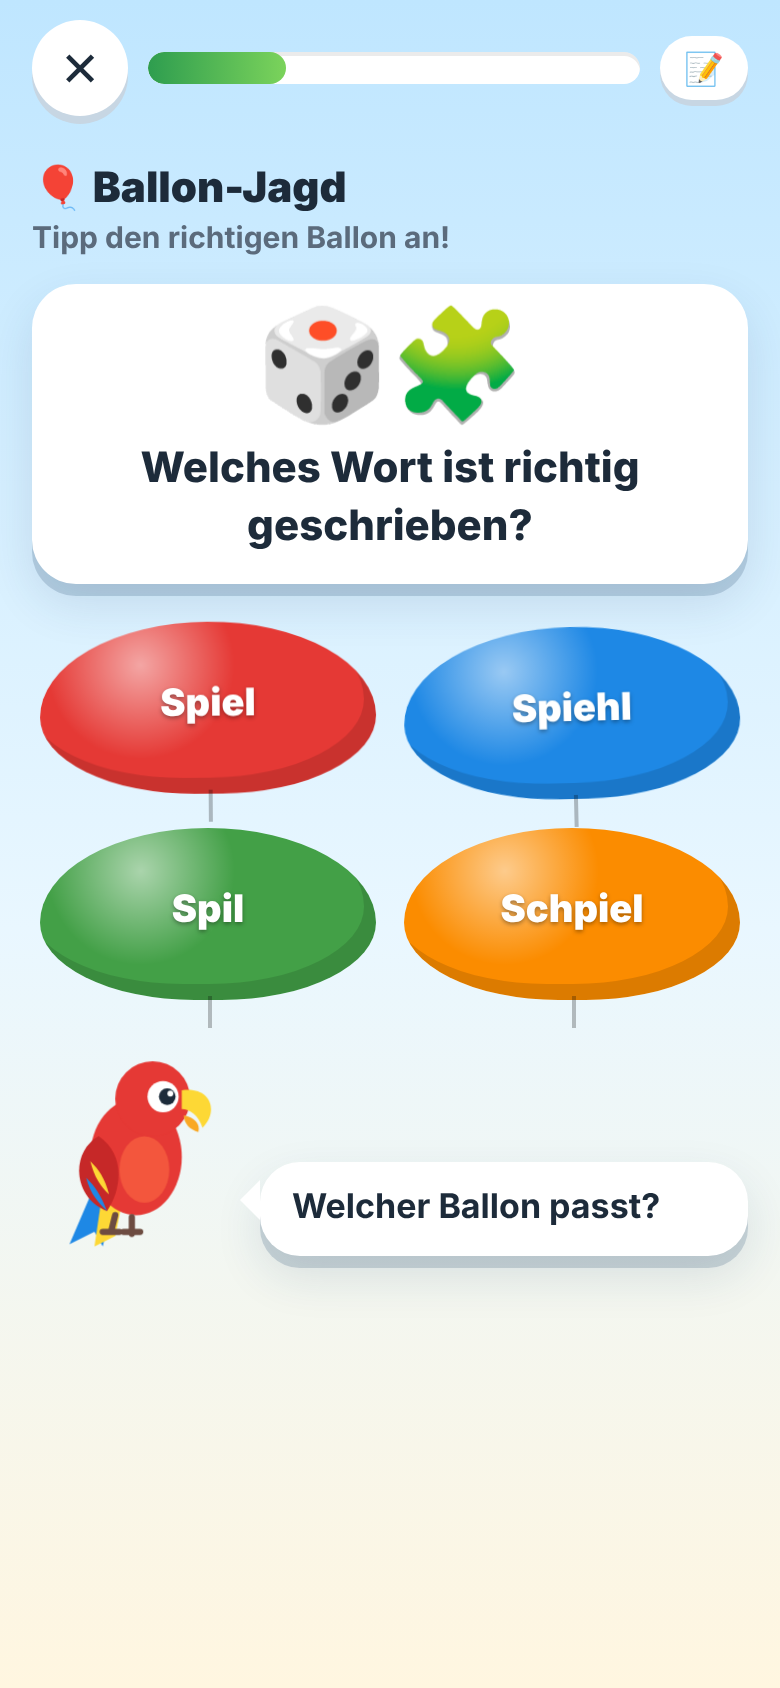 Ballon-Jagd
Tipp den richtigen Ballon an!
Welches Wort ist richtig
geschrieben?
Spiel
Spiehl
Spil
Schpiel
Welcher Ballon passt?